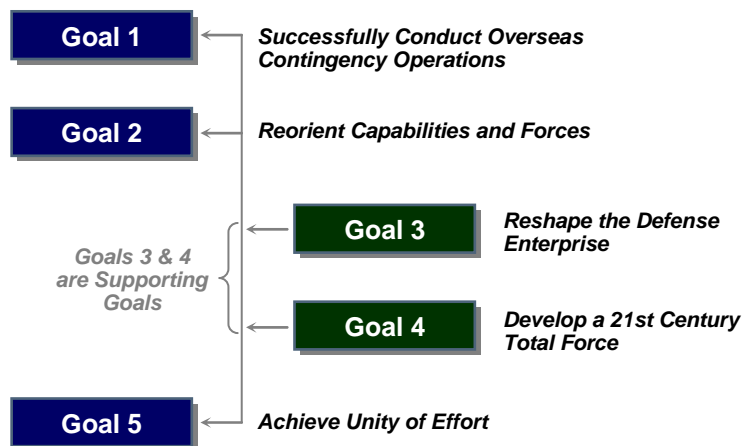 Goal 1
Successfully Conduct Overseas
Contingency Operations
Goal 2
Reorient Capabilities and Forces
Goal 3
Reshape the Defense
Enterprise
Goals 3 & 4
are Supporting
Goals
Goal 4
Develop a 21st Century
Total Force
Goal 5
Achieve Unity of Effort